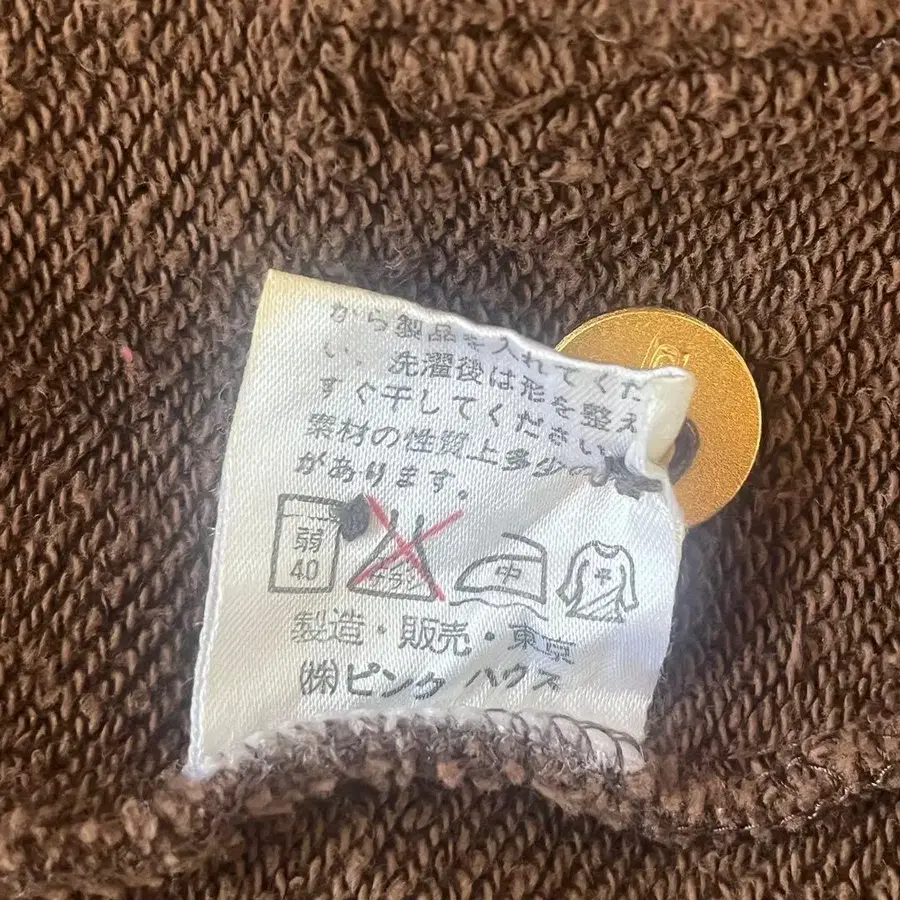 から製品を入れてくだ
い。洗濯後は形を整え
すぐ干してください
素材の性質上多少の
があります。
弱
40
中
平
製造・販売・東京
(株)ピンクハウス